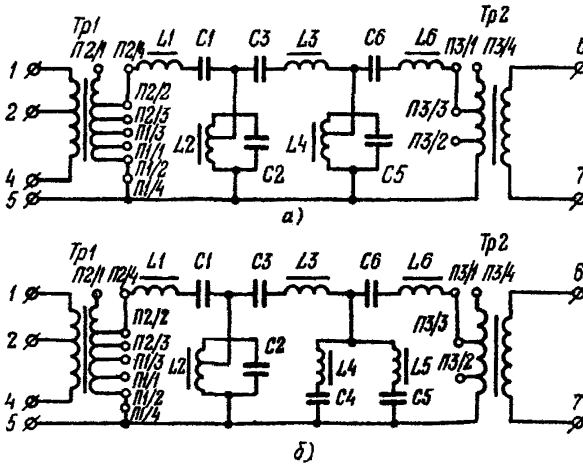 Тр1 Тр2
П2/1 П2/4 L1 C1 C3 L3 C6 L6 П3/1 П3/4
1 8
П2/2
2 П2/3 П3/3
П1/3 П3/2
П1/1 L2 L4
4 П1/2 C2 C5
5 П1/4 7
а)
Тр1 Тр2
П2/1 П2/4 L1 C1 C3 L3 C6 L6 П3/1 П3/4
1 6
П2/2 П3/3
2 П2/3 C2
П1/3 L2 L4 L5 П3/2
П1/1
4 П1/2 C4 C5 7
5 П1/4
б)